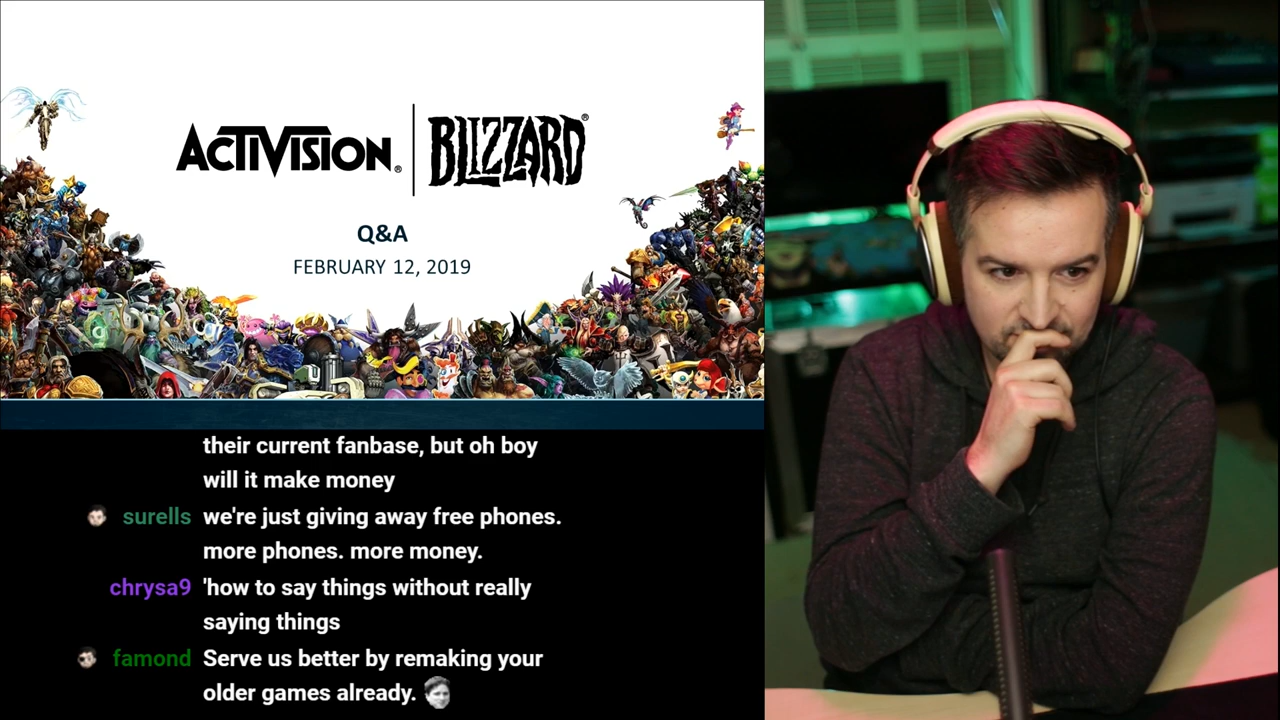 ACTIVISION® | BLIZZARD®
Q&A
FEBRUARY 12, 2019
their current fanbase, but oh boy
will it make money
surells we're just giving away free phones.
more phones. more money.
chrysa9 'how to say things without really
saying things
famond Serve us better by remaking your
older games already.